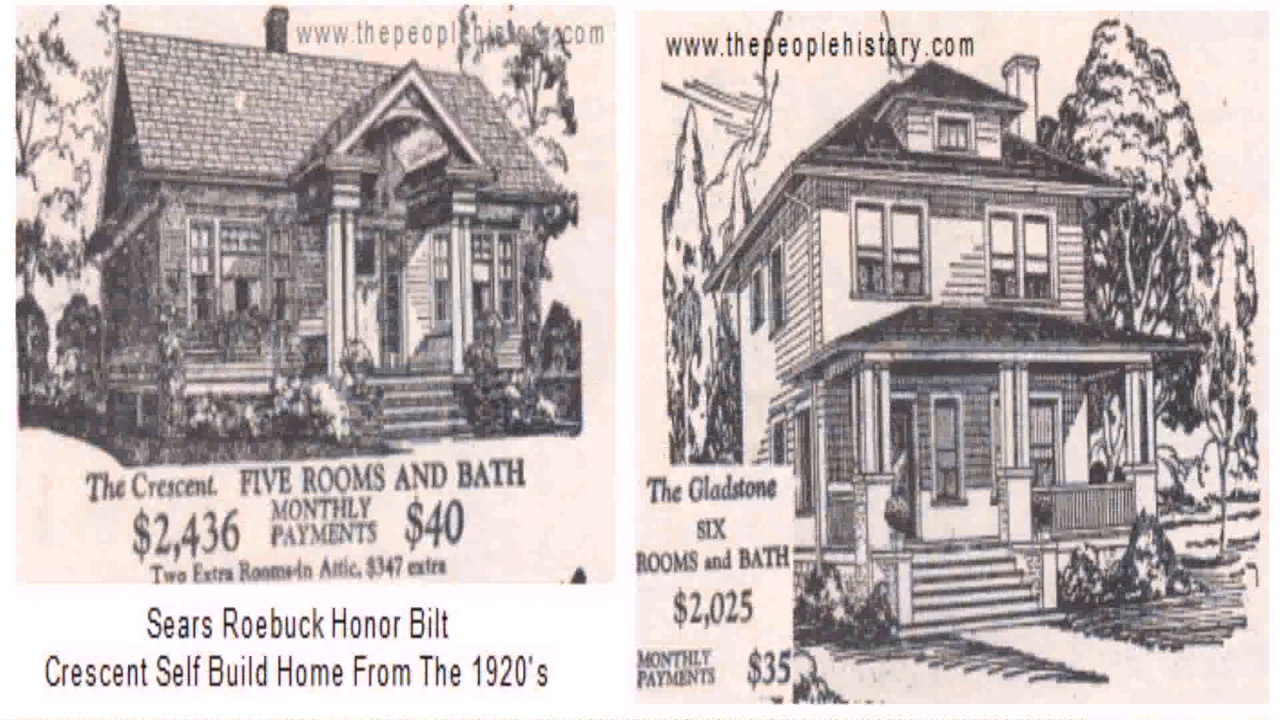 www.thepeoplehistory.com
The Crescent. FIVE ROOMS AND BATH
$2,436 MONTHLY PAYMENTS $40
Two Extra Rooms-in Attic, $347 extra
Sears Roebuck Honor Bilt
Crescent Self Build Home From The 1920's
www.thepeoplehistory.com
The Gladstone
SIX
ROOMS and BATH
$2,025
MONTHLY PAYMENTS $35